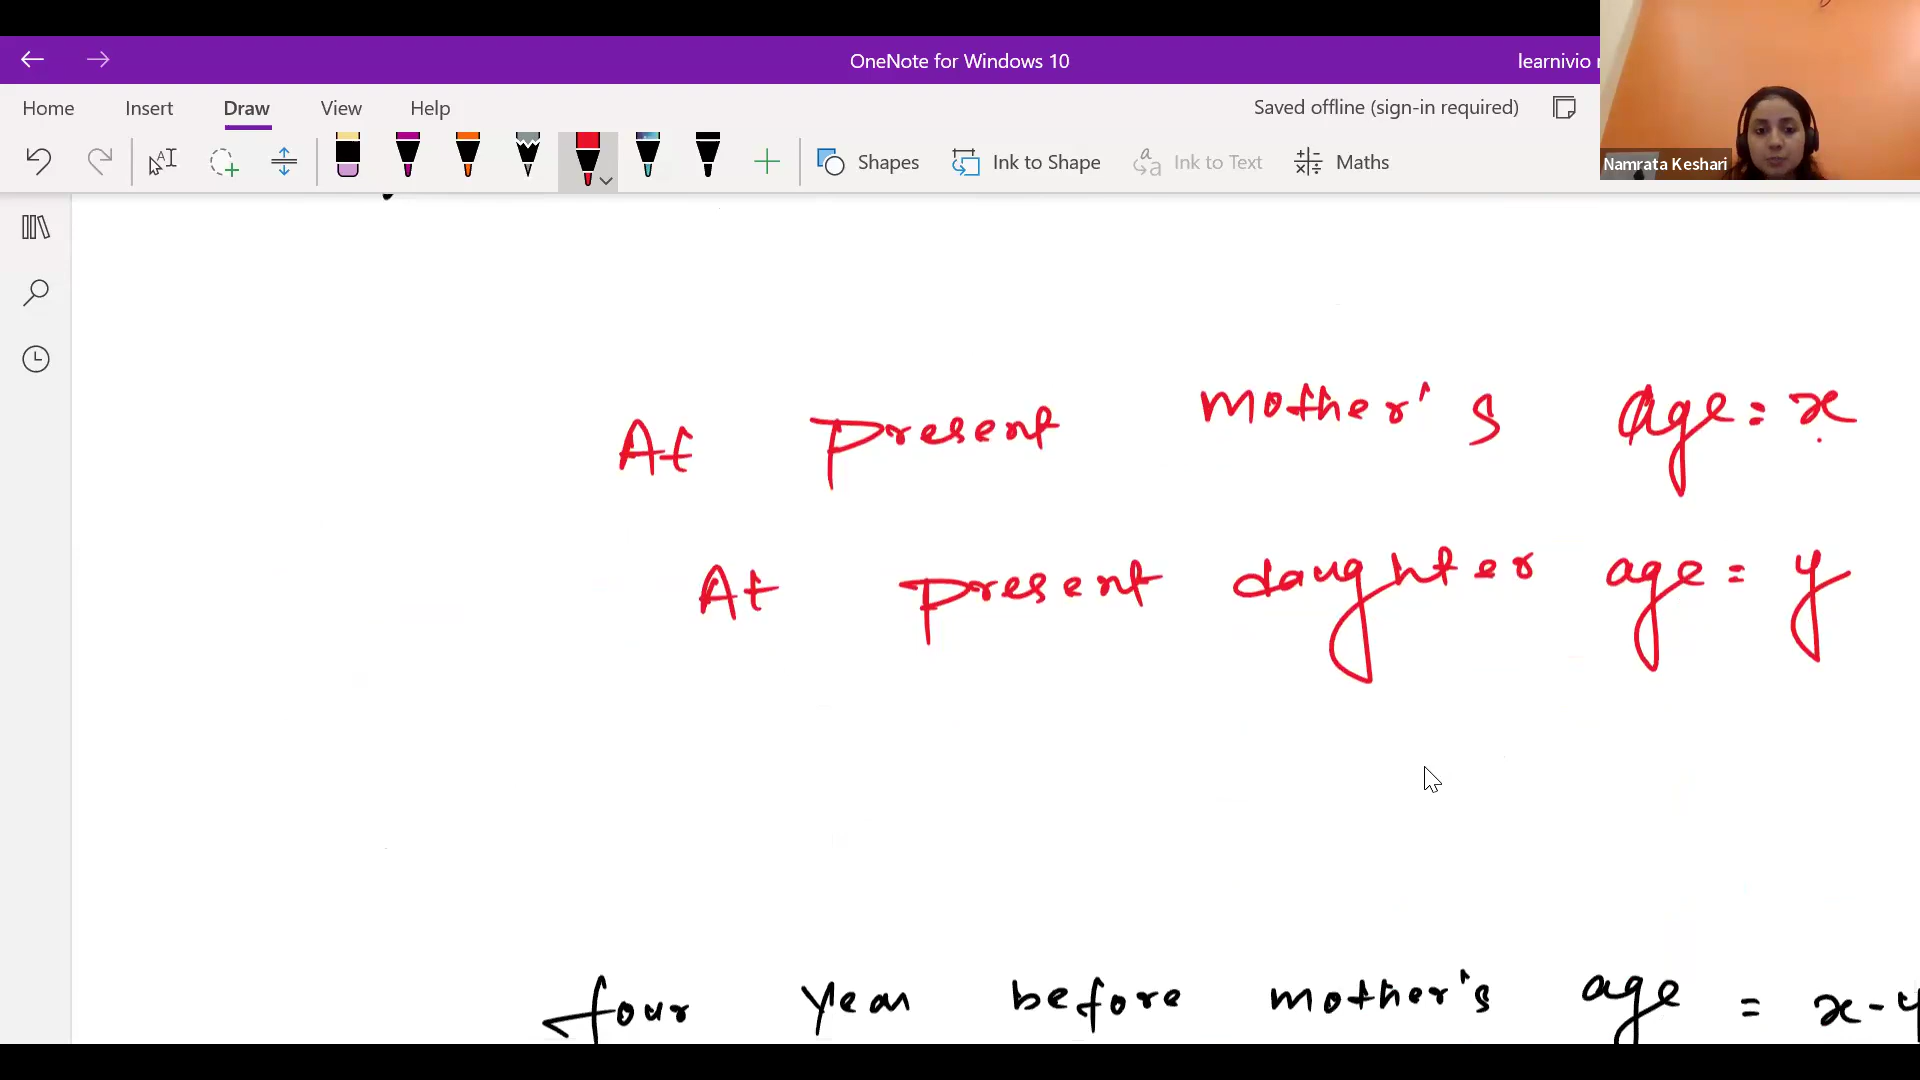 OneNote for Windows 10
learnivio
Home Insert Draw View Help
Saved offline (sign-in required)
Shapes Ink to Shape Ink to Text Maths
Namrata Keshari
At present mother's age = x
At present daughter age = y
four year before mother's age = x - 4